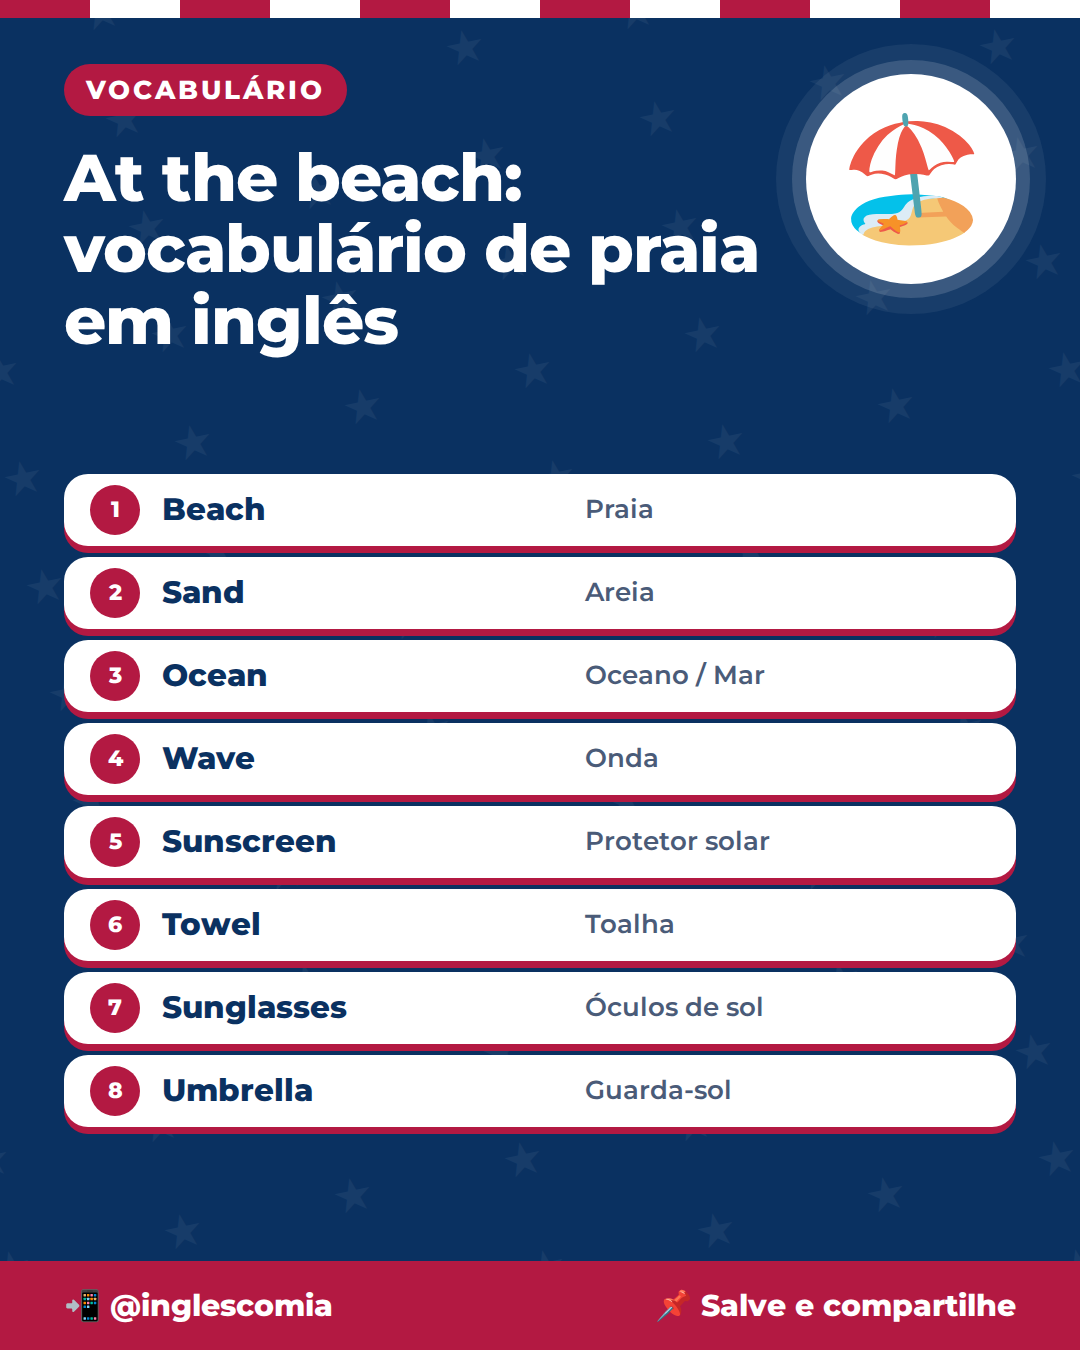 VOCABULÁRIO
At the beach:
vocabulário de praia
em inglês
1 Beach Praia
2 Sand Areia
3 Ocean Oceano / Mar
4 Wave Onda
5 Sunscreen Protetor solar
6 Towel Toalha
7 Sunglasses Óculos de sol
8 Umbrella Guarda-sol
@inglescomia
Salve e compartilhe